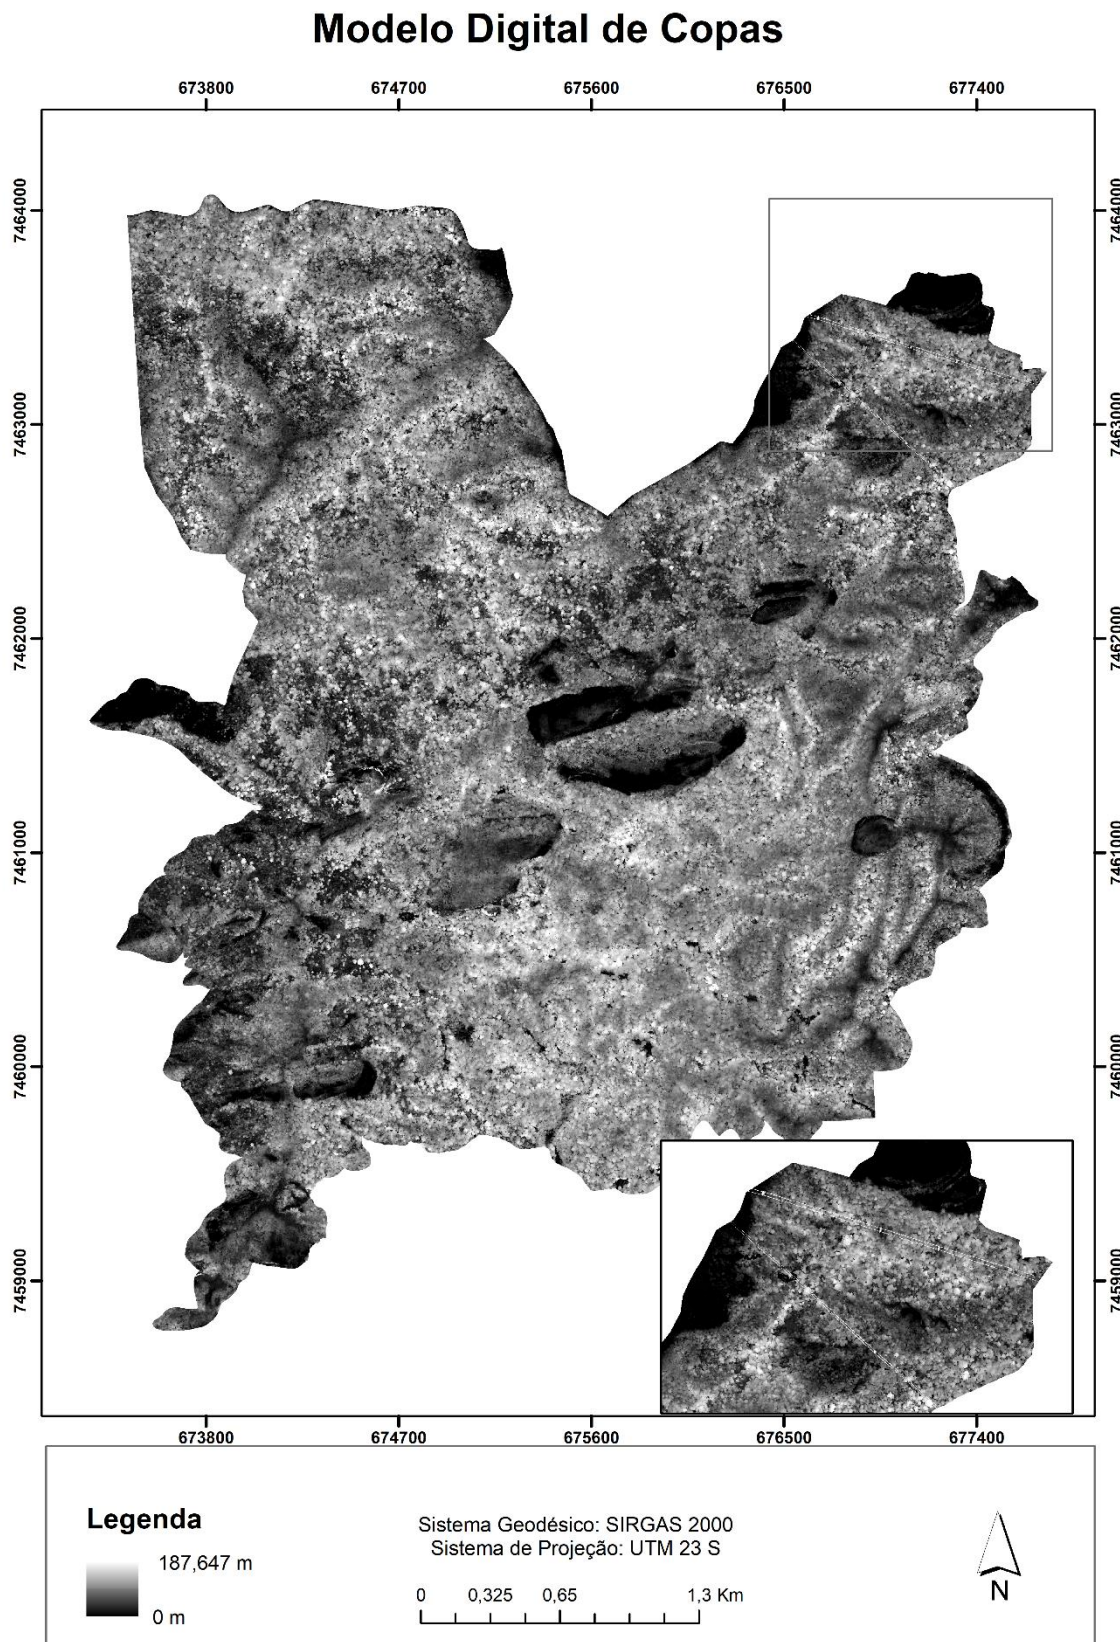 Modelo Digital de Copas
673800 674700 675600 676500 677400
7464000 7464000
7463000 7463000
7462000 7462000
7461000 7461000
7460000 7460000
7459000 7459000
673800 674700 675600 676500 677400
Legenda
187,647 m
0 m
Sistema Geodésico: SIRGAS 2000
Sistema de Projeção: UTM 23 S
0 0,325 0,65 1,3 Km
N